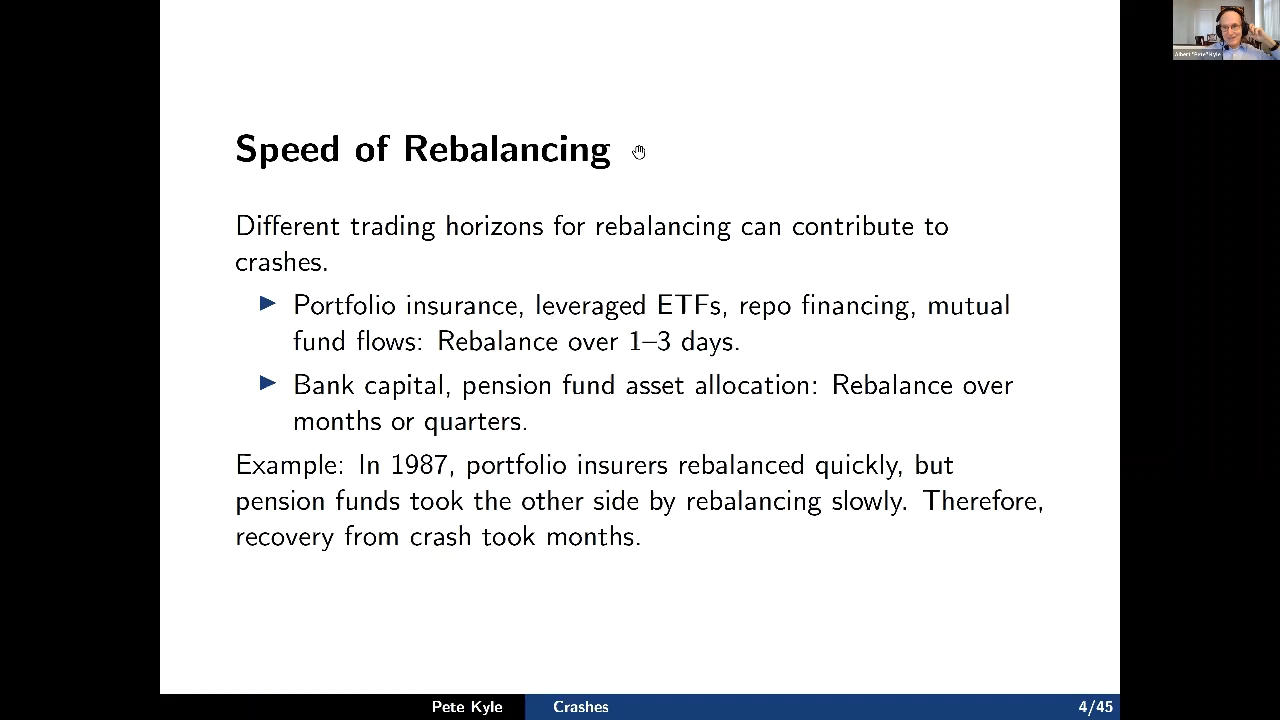 Albert "Pete" Kyle
Speed of Rebalancing
Different trading horizons for rebalancing can contribute to
crashes.
Portfolio insurance, leveraged ETFs, repo financing, mutual
fund flows: Rebalance over 1–3 days.
Bank capital, pension fund asset allocation: Rebalance over
months or quarters.
Example: In 1987, portfolio insurers rebalanced quickly, but
pension funds took the other side by rebalancing slowly. Therefore,
recovery from crash took months.
Pete Kyle Crashes 4/45